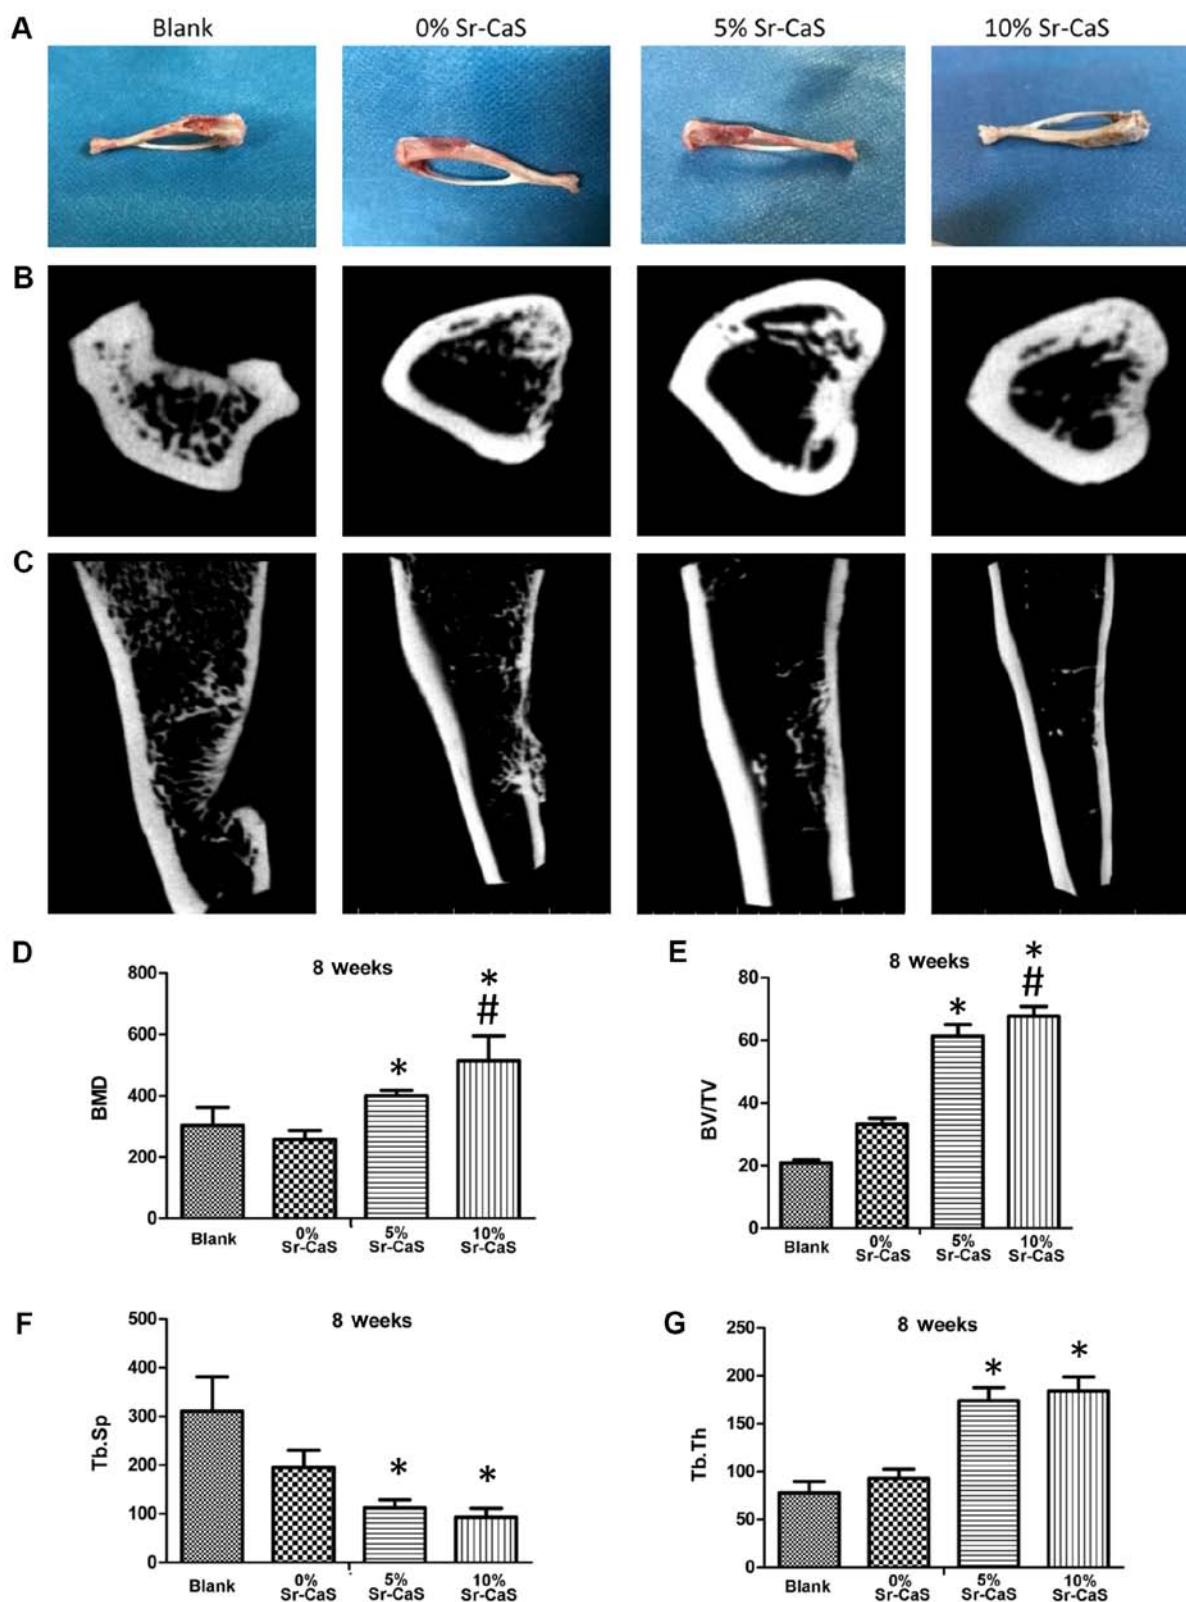 A Blank 0% Sr-CaS 5% Sr-CaS 10% Sr-CaS
B
C
D
8 weeks
*
#
*
800
600
400
200
0
BMD
Blank 0% Sr-CaS 5% Sr-CaS 10% Sr-CaS
E
8 weeks
*
#
*
80
60
40
20
0
BV/TV
Blank 0% Sr-CaS 5% Sr-CaS 10% Sr-CaS
F
8 weeks
500
400
300
200
100
0
Tb.Sp
* *
Blank 0% Sr-CaS 5% Sr-CaS 10% Sr-CaS
G
8 weeks
250
200
150
100
50
0
Tb.Th
* *
Blank 0% Sr-CaS 5% Sr-CaS 10% Sr-CaS